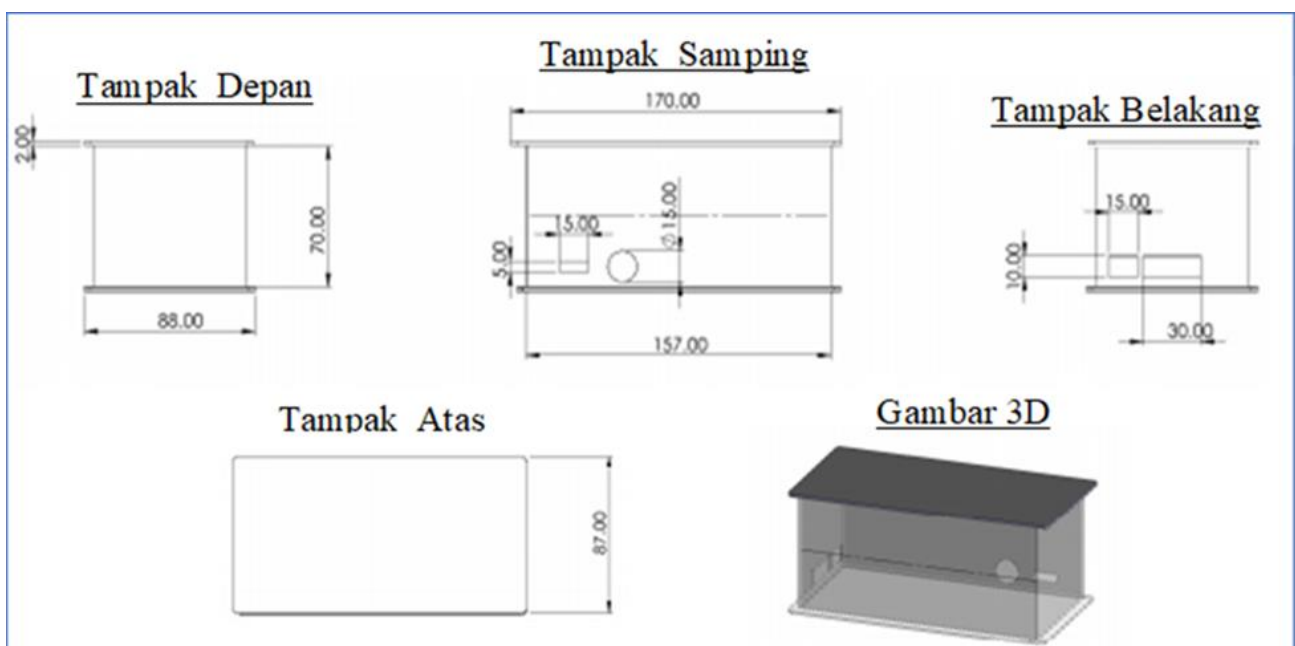 Tampak Depan
2.00
70.00
88.00
Tampak Samping
170.00
15.00
∅ 15.00
5.00
157.00
Tampak Belakang
15.00
10.00
30.00
Tampak Atas
87.00
Gambar 3D